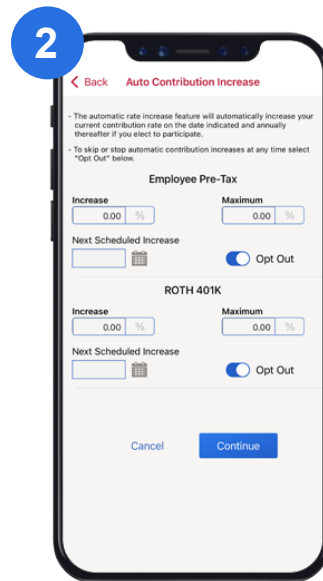 2
Back Auto Contribution Increase
- The automatic rate increase feature will automatically increase your
current contribution rate on the date indicated and annually
thereafter if you elect to participate.
- To skip or stop automatic contribution increases at any time select
"Opt Out" below.
Employee Pre-Tax
Increase Maximum
0.00 % 0.00 %
Next Scheduled Increase
Opt Out
ROTH 401K
Increase Maximum
0.00 % 0.00 %
Next Scheduled Increase
Opt Out
Cancel Continue